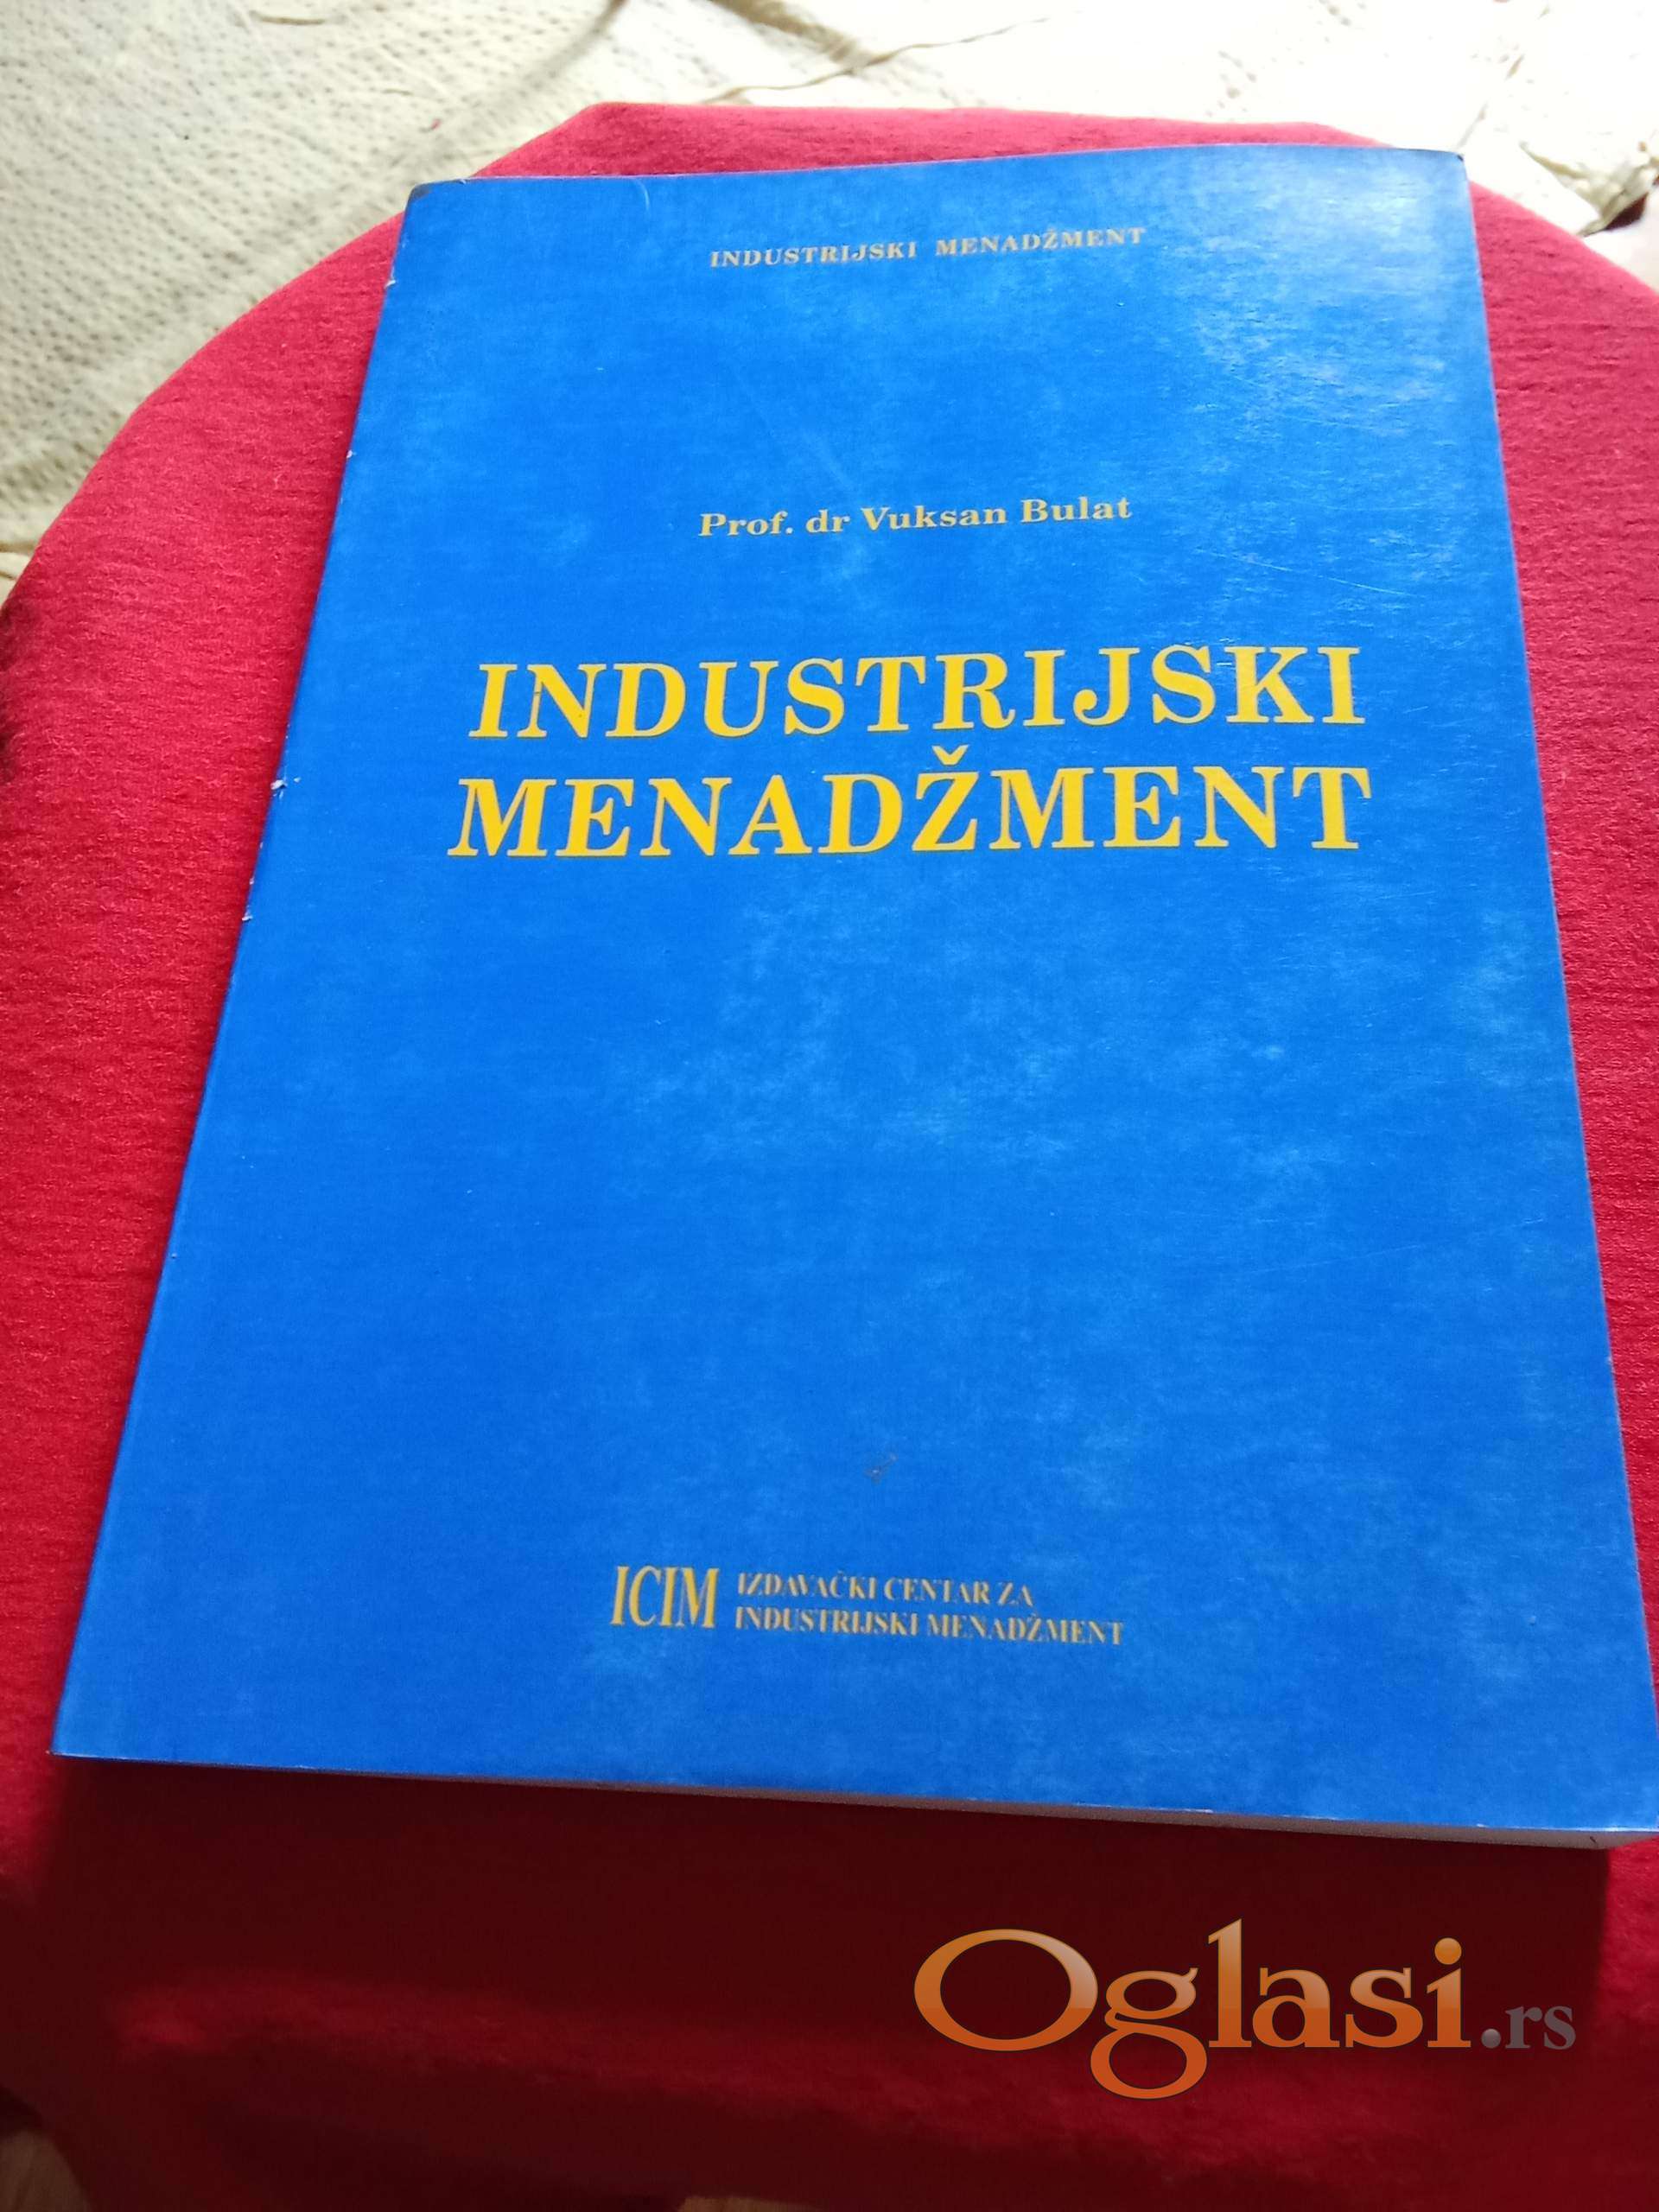 INDUSTRIJSKI MENADŽMENT
Prof. dr Vuksan Bulat
INDUSTRIJSKI
MENADŽMENT
ICIM IZDAVAČKI CENTAR ZA
INDUSTRIJSKI MENADŽMENT
Oglasi.rs